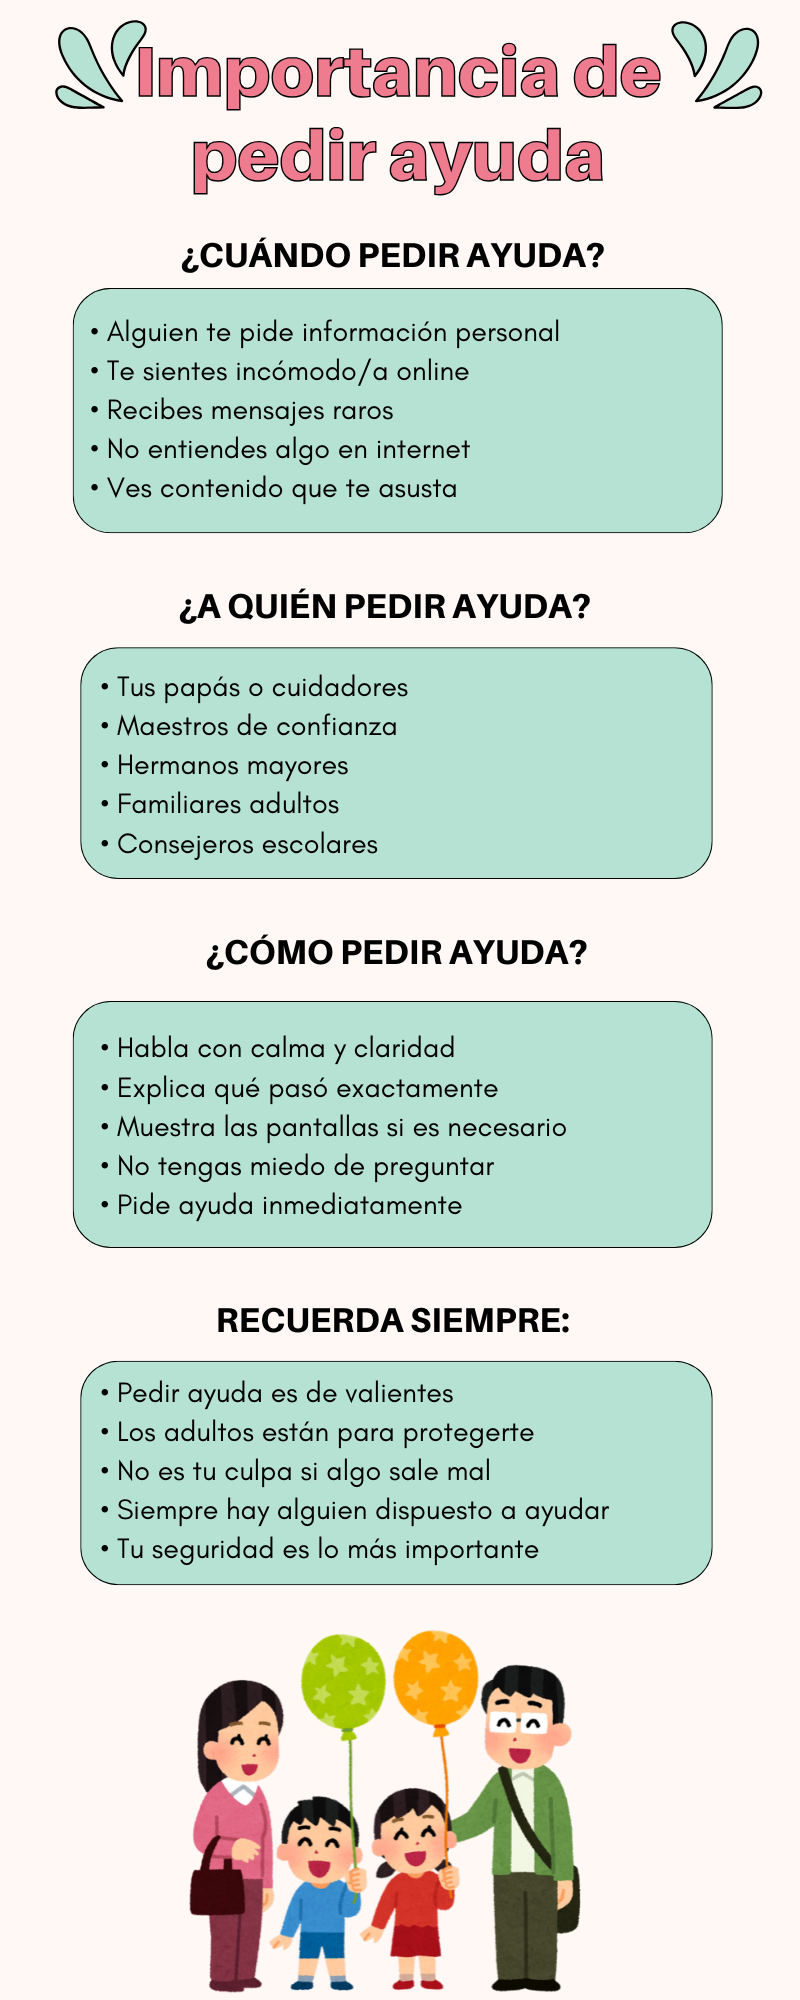 Importancia de
pedir ayuda
¿CUÁNDO PEDIR AYUDA?
• Alguien te pide información personal
• Te sientes incómodo/a online
• Recibes mensajes raros
• No entiendes algo en internet
• Ves contenido que te asusta
¿A QUIÉN PEDIR AYUDA?
• Tus papás o cuidadores
• Maestros de confianza
• Hermanos mayores
• Familiares adultos
• Consejeros escolares
¿CÓMO PEDIR AYUDA?
• Habla con calma y claridad
• Explica qué pasó exactamente
• Muestra las pantallas si es necesario
• No tengas miedo de preguntar
• Pide ayuda inmediatamente
RECUERDA SIEMPRE:
• Pedir ayuda es de valientes
• Los adultos están para protegerte
• No es tu culpa si algo sale mal
• Siempre hay alguien dispuesto a ayudar
• Tu seguridad es lo más importante